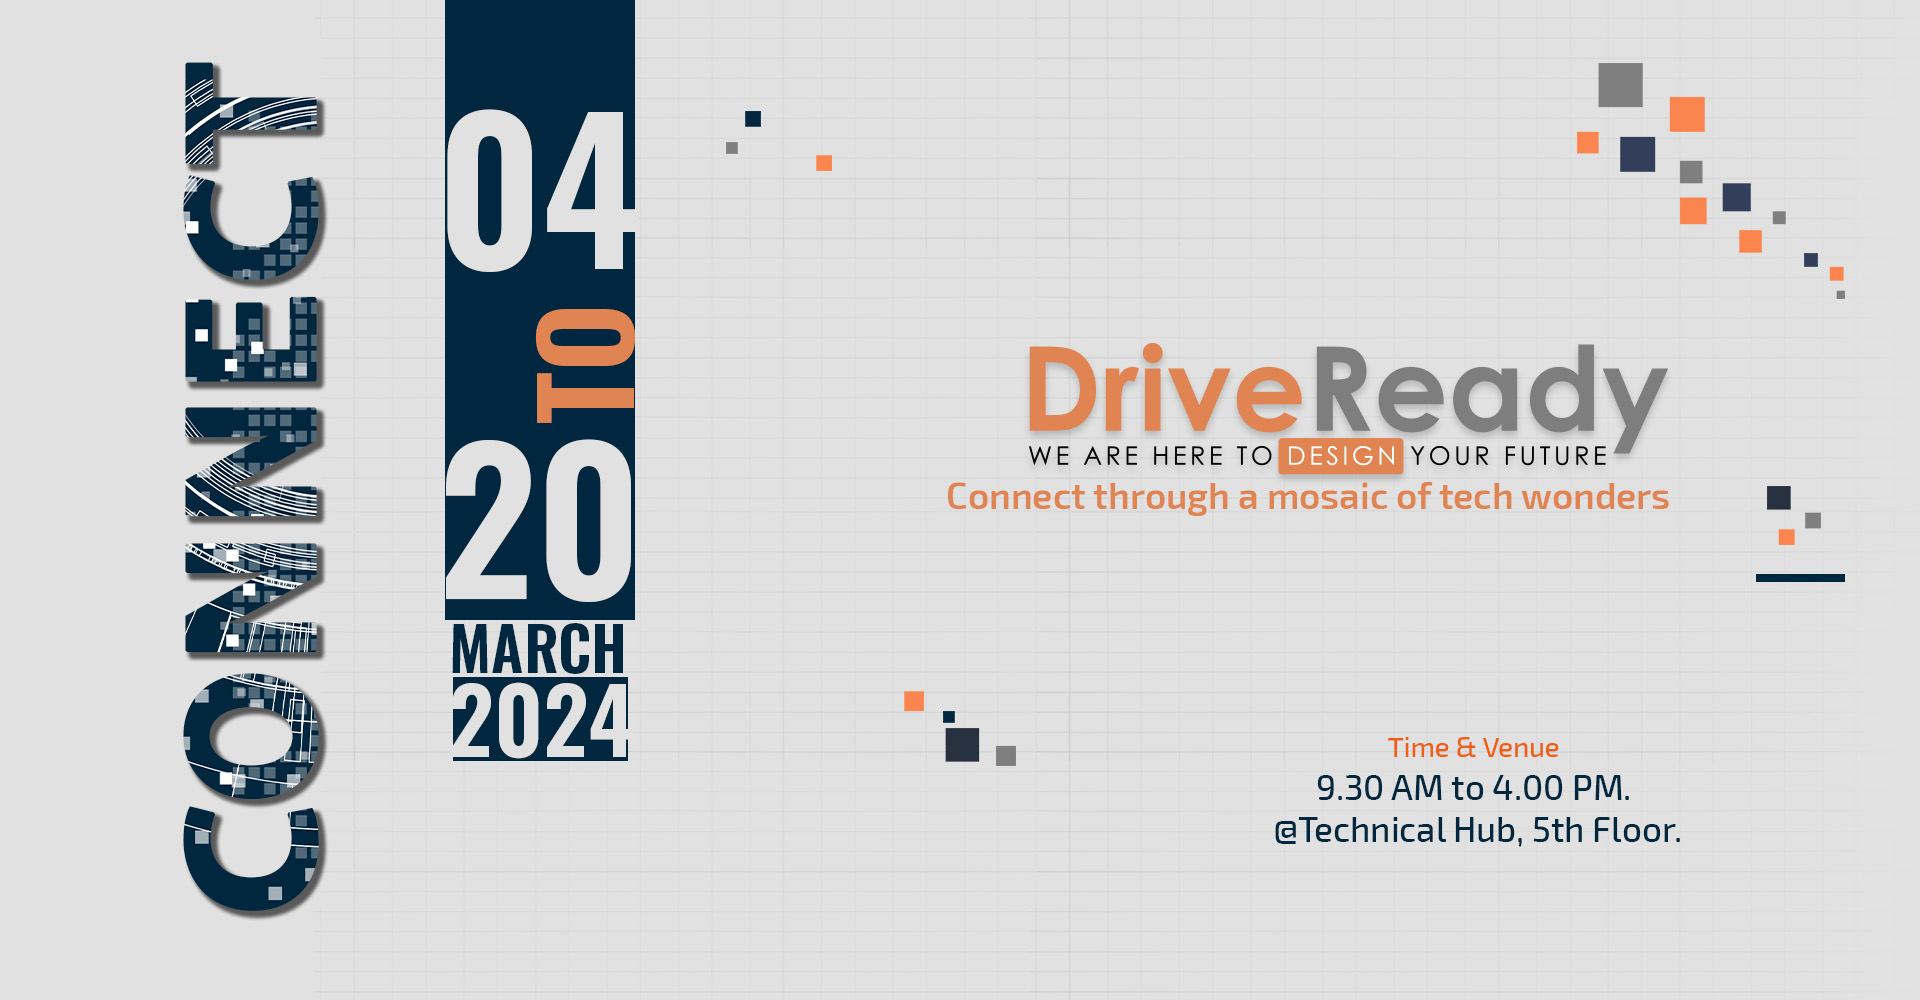 CONNECT
04
TO
20
MARCH
2024
DriveReady
WE ARE HERE TO DESIGN YOUR FUTURE
Connect through a mosaic of tech wonders
Time & Venue
9.30 AM to 4.00 PM.
@Technical Hub, 5th Floor.